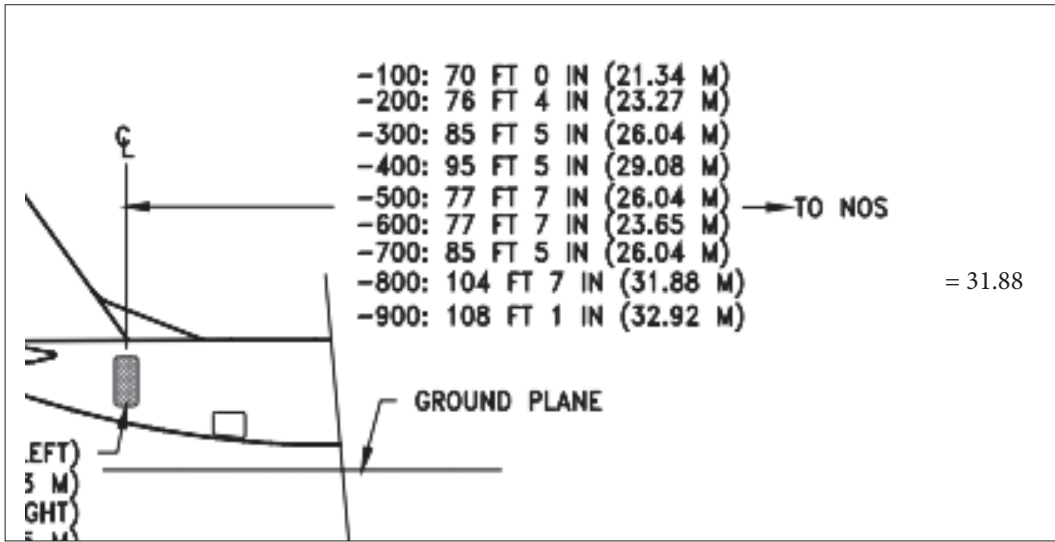 -100: 70 FT 0 IN (21.34 M)
-200: 76 FT 4 IN (23.27 M)
-300: 85 FT 5 IN (26.04 M)
-400: 95 FT 5 IN (29.08 M)
-500: 77 FT 7 IN (26.04 M)
-600: 77 FT 7 IN (23.65 M)
-700: 85 FT 5 IN (26.04 M)
-800: 104 FT 7 IN (31.88 M)
-900: 108 FT 1 IN (32.92 M)
℄
TO NOS
= 31.88
GROUND PLANE
EFT)
M)
GHT)
M)